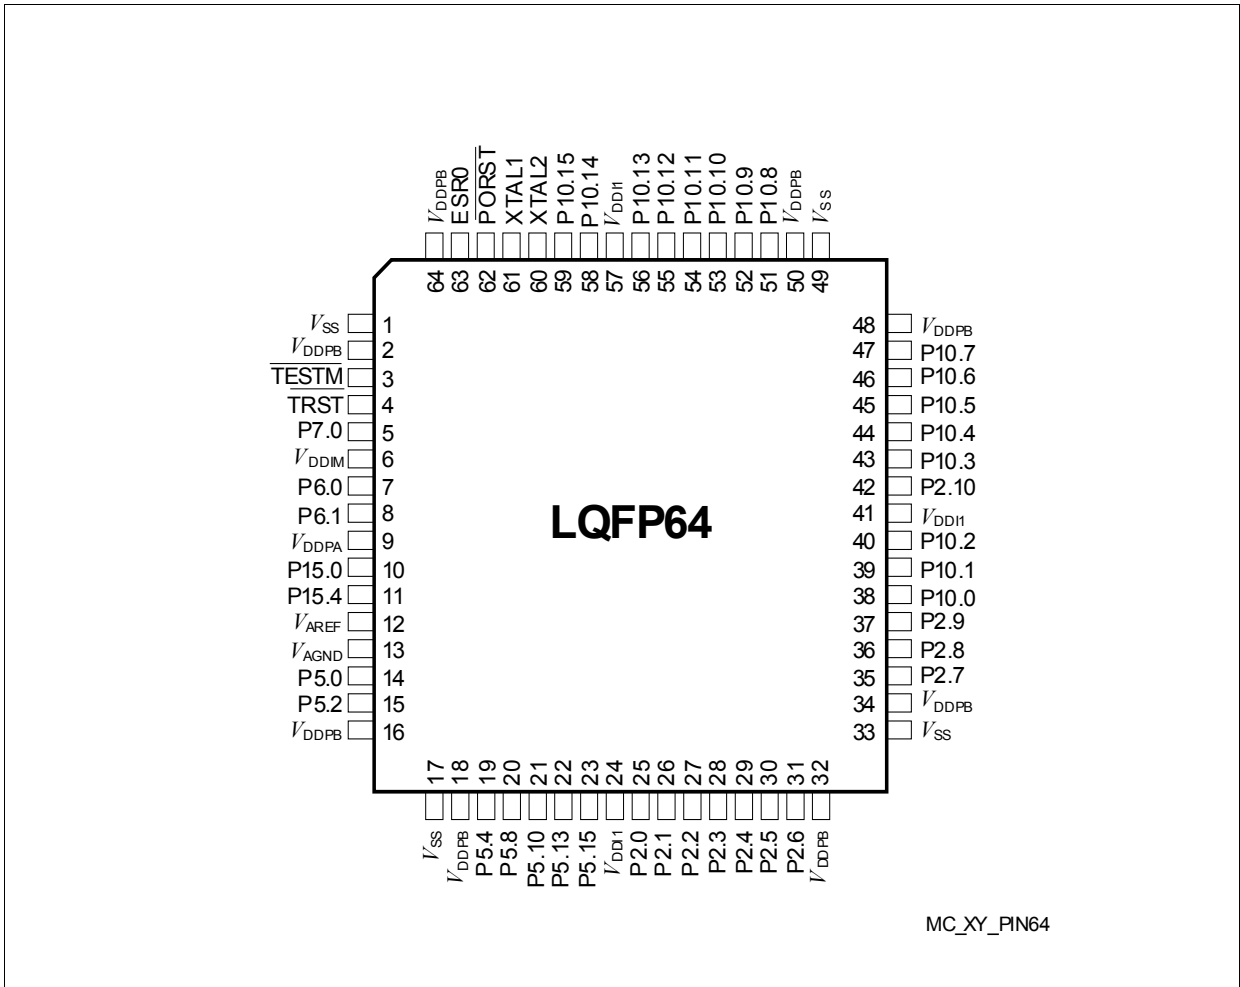 VDDPB
ESR0
PORST
XTAL1
XTAL2
P10.15
P10.14
VDDI1
P10.13
P10.12
P10.11
P10.10
P10.9
P10.8
VDDPB
VSS
64
63
62
61
60
59
58
57
56
55
54
53
52
51
50
49
VSS 1
VDDPB 2
TESTM 3
TRST 4
P7.0 5
VDDIM 6
P6.0 7
P6.1 8
VDDPA 9
P15.0 10
P15.4 11
VAREF 12
VAGND 13
P5.0 14
P5.2 15
VDDPB 16
LQFP64
48 VDDPB
47 P10.7
46 P10.6
45 P10.5
44 P10.4
43 P10.3
42 P2.10
41 VDDI1
40 P10.2
39 P10.1
38 P10.0
37 P2.9
36 P2.8
35 P2.7
34 VDDPB
33 VSS
17
18
19
20
21
22
23
24
25
26
27
28
29
30
31
32
VSS
VDDPB
P5.4
P5.8
P5.10
P5.13
P5.15
VDDI1
P2.0
P2.1
P2.2
P2.3
P2.4
P2.5
P2.6
VDDPB
MC_XY_PIN64